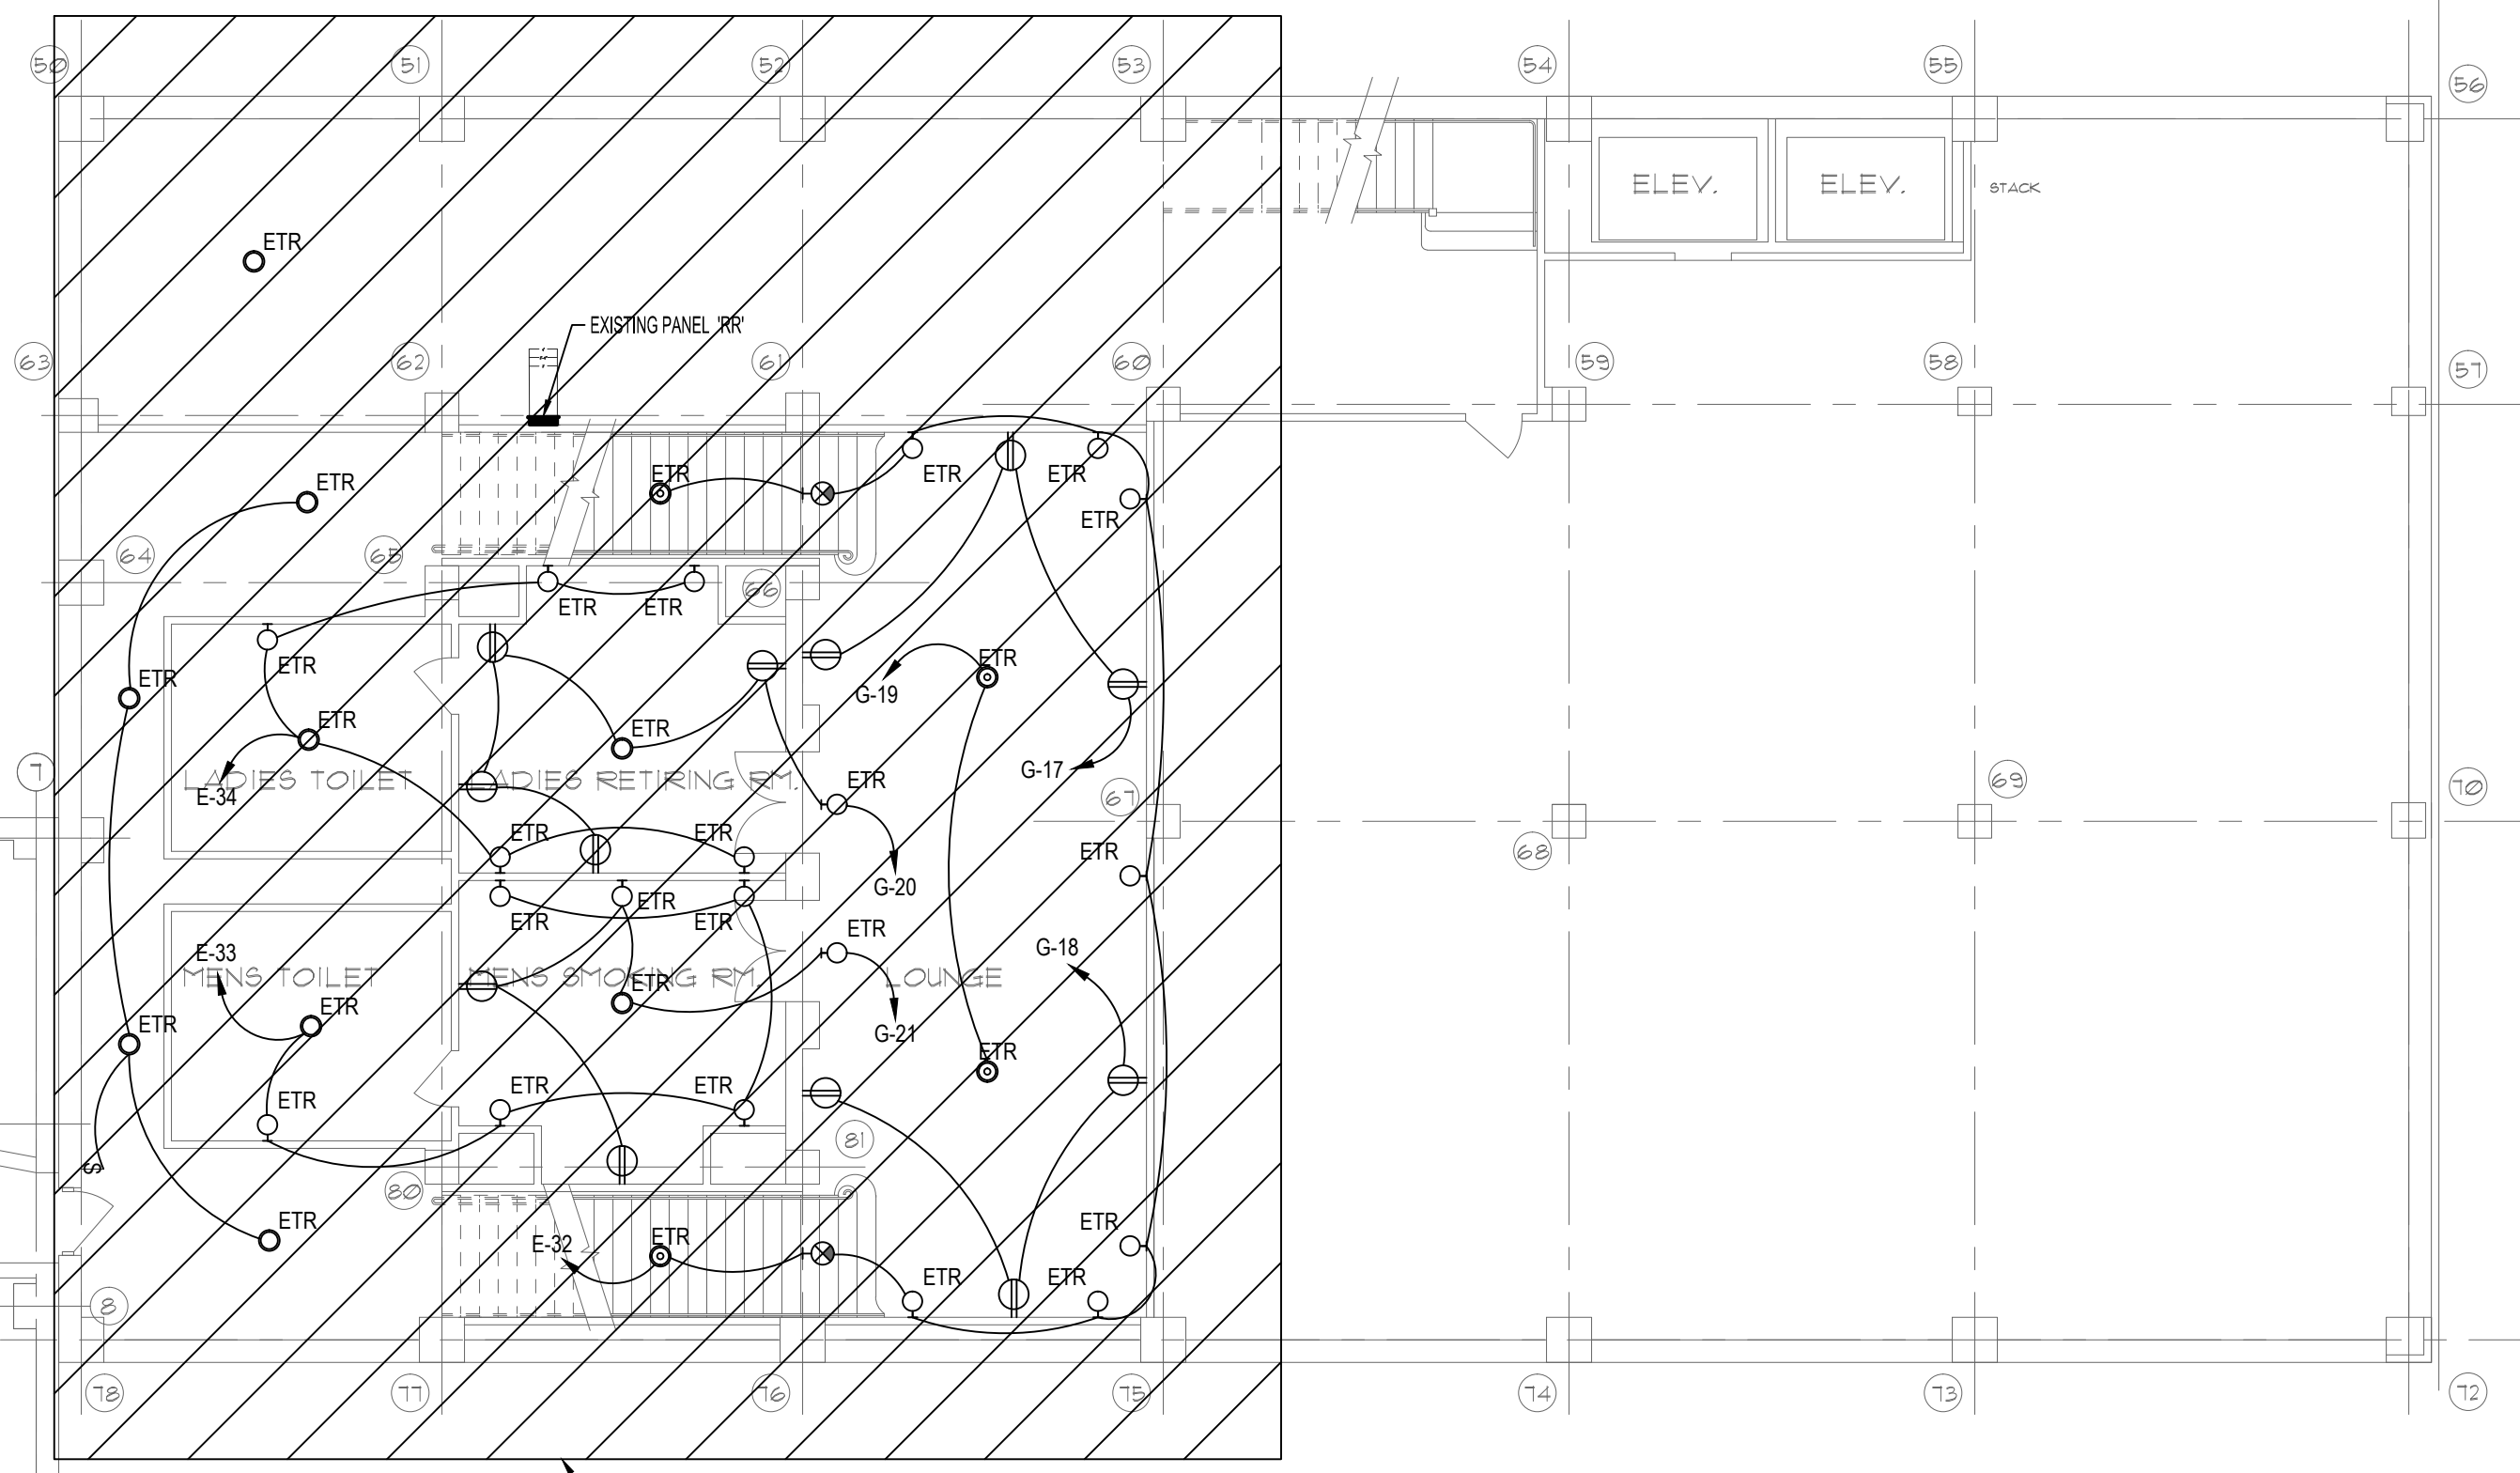 50 51 52 53 54 55
56
ELEV. ELEV. STACK
ETR
EXISTING PANEL 'RR'
63 62 61 60 59 58 57
ETR ETR ETR ETR
ETR
64 65 66
ETR ETR
ETR ETR
ETR G-19
ETR ETR
G-17
7 LADIES TOILET LADIES RETIRING RM. ETR 69 70
E-34 67
ETR ETR ETR 68
G-20
ETR
ETR ETR ETR
E-33 G-18
MENS TOILET MENS SMOKING RM. LOUNGE
ETR ETR
ETR G-21
ETR
ETR ETR ETR
81
S
80
ETR ETR
E-32 ETR
ETR ETR
8
78 77 76 75 74 73 72